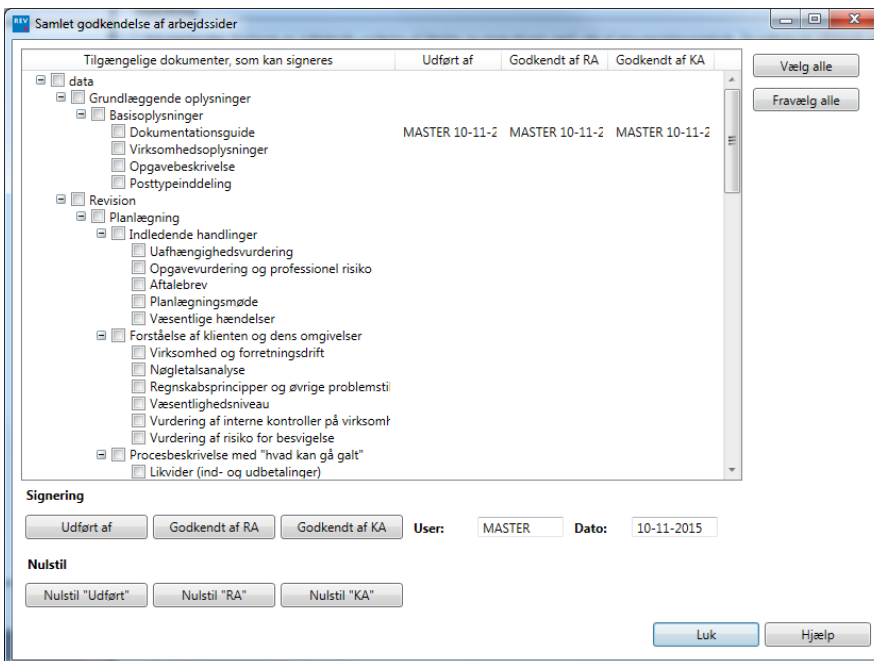 REV
Samlet godkendelse af arbejdssider
Tilgængelige dokumenter, som kan signeres Udført af Godkendt af RA Godkendt af KA
Vælg alle
data
Grundlæggende oplysninger
Fravælg alle
Basisoplysninger
Dokumentationsguide MASTER 10-11-2 MASTER 10-11-2 MASTER 10-11-2
Virksomhedsoplysninger
Opgavebeskrivelse
Posttypeinddeling
Revision
Planlægning
Indledende handlinger
Uafhængighedsvurdering
Opgavevurdering og professionel risiko
Aftalebrev
Planlægningsmøde
Væsentlige hændelser
Forståelse af klienten og dens omgivelser
Virksomhed og forretningsdrift
Nøgletalsanalyse
Regnskabsprincipper og øvrige problemstil
Væsentlighedsniveau
Vurdering af interne kontroller på virksomh
Vurdering af risiko for besvigelse
Procesbeskrivelse med "hvad kan gå galt"
Likvider (ind- og udbetalinger)
Signering
Udført af Godkendt af RA Godkendt af KA User: MASTER Dato: 10-11-2015
Nulstil
Nulstil "Udført" Nulstil "RA" Nulstil "KA"
Luk Hjælp